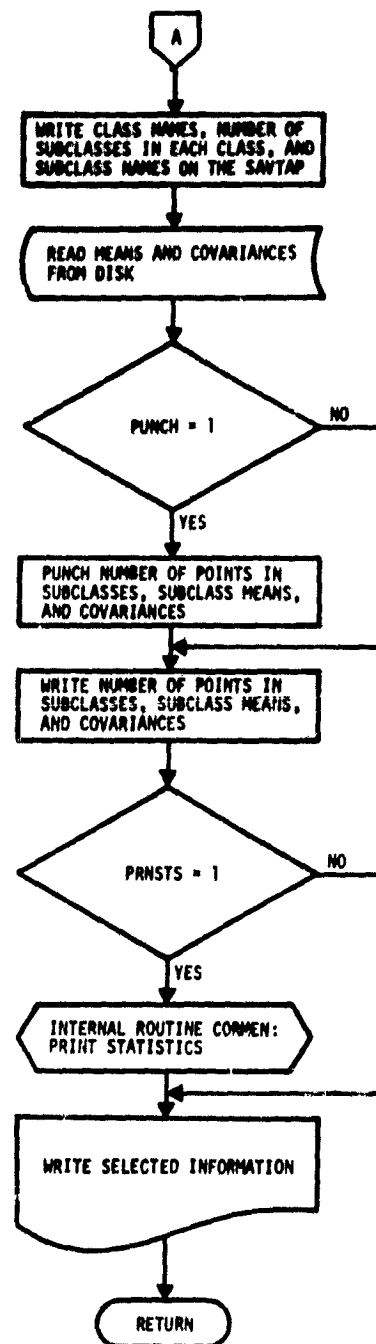 A
WRITE CLASS NAMES, NUMBER OF
SUBCLASSES IN EACH CLASS, AND
SUBCLASS NAMES ON THE SAVTAP
READ MEANS AND COVARIANCES
FROM DISK
PUNCH = 1
NO
YES
PUNCH NUMBER OF POINTS IN
SUBCLASSES, SUBCLASS MEANS,
AND COVARIANCES
WRITE NUMBER OF POINTS IN
SUBCLASSES, SUBCLASS MEANS,
AND COVARIANCES
PRNSTS = 1
NO
YES
INTERNAL ROUTINE CORMEN:
PRINT STATISTICS
WRITE SELECTED INFORMATION
RETURN